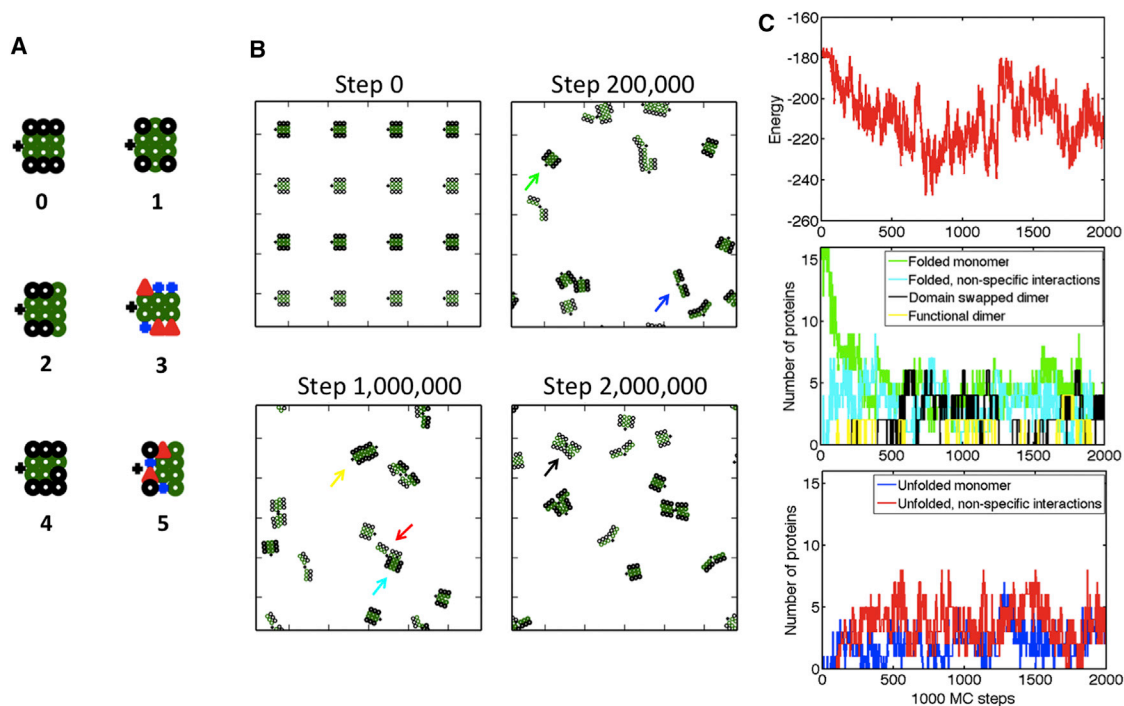 A
0
1
2
3
4
5
B
Step 0
Step 200,000
Step 1,000,000
Step 2,000,000
C
-160
-180
-200
-220
-240
-260
Energy
0 500 1000 1500 2000
Folded monomer
Folded, non-specific interactions
Domain swapped dimer
Functional dimer
15
10
5
0
Number of proteins
0 500 1000 1500 2000
Unfolded monomer
Unfolded, non-specific interactions
15
10
5
0
Number of proteins
0 500 1000 1500 2000
1000 MC steps